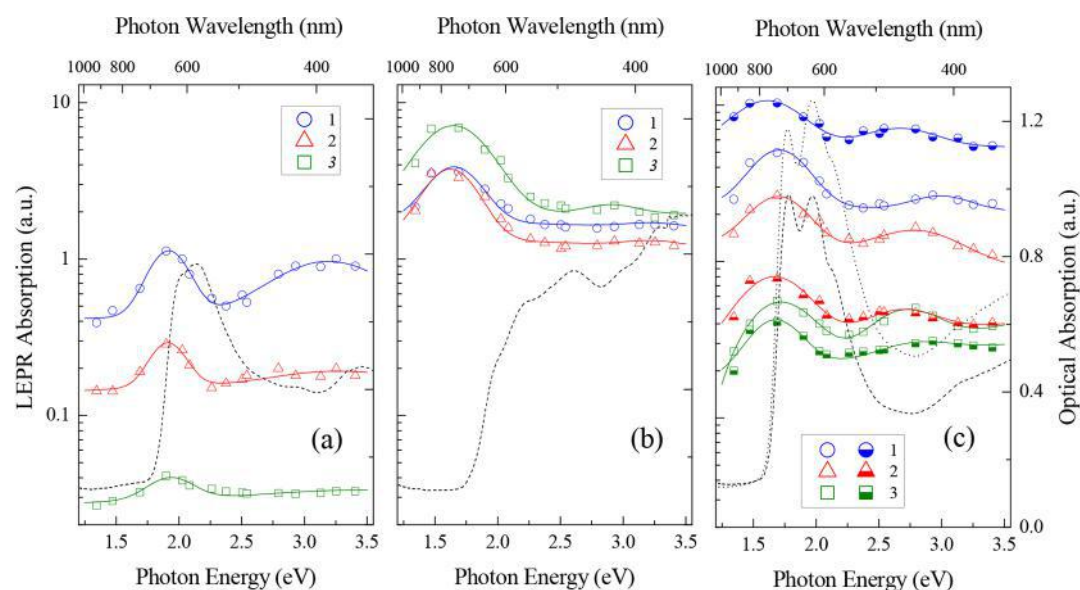 Photon Wavelength (nm)
Photon Wavelength (nm)
Photon Wavelength (nm)
1000 800 600 400
1000 800 600 400
1000 800 600 400
10
1
0.1
LEPR Absorption (a.u.)
1
2
3
(a)
1
2
3
(b)
(c)
1
2
3
1.2
1.0
0.8
0.6
0.4
0.0
Optical Absorption (a.u.)
1.5 2.0 2.5 3.0 3.5
1.5 2.0 2.5 3.0 3.5
1.5 2.0 2.5 3.0 3.5
Photon Energy (eV)
Photon Energy (eV)
Photon Energy (eV)